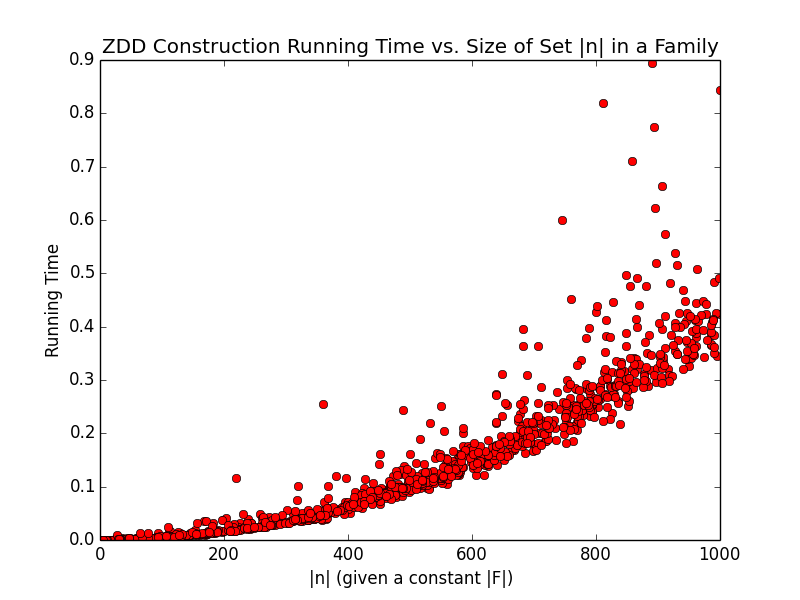 ZDD Construction Running Time vs. Size of Set |n| in a Family
0.9
0.8
0.7
0.6
0.5
0.4
0.3
0.2
0.1
0.0
Running Time
0 200 400 600 800 1000
|n| (given a constant |F|)